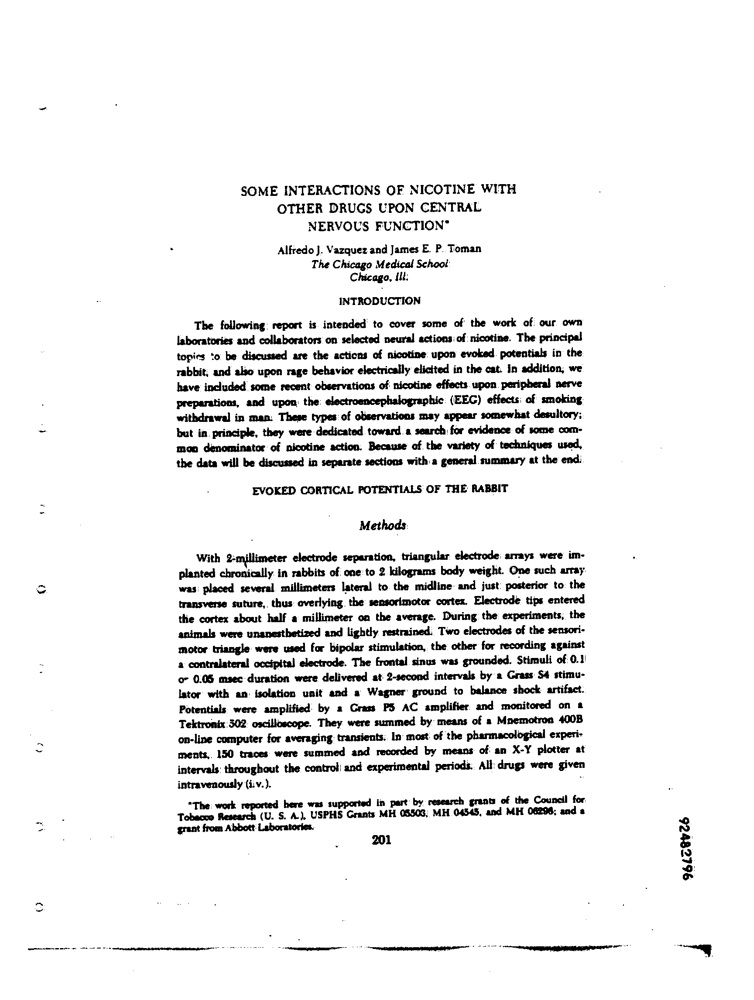 SOME INTERACTIONS OF NICOTINE WITH
OTHER DRUGS UPON CENTRAL
NERVOUS FUNCTION*
Alfredo J. Vazquez and James E. P. Toman
The Chicago Medical School
Chicago, Ill.
INTRODUCTION
The following report is intended to cover some of the work of our own
laboratories and collaborators on selected neural actions of nicotine. The principal
topics to be discussed are the actions of nicotine upon evoked potentials in the
rabbit, and also upon rage behavior electrically elicited in the cat. In addition, we
have included some recent observations of nicotine effects upon peripheral nerve
preparations, and upon the electroencephalographic (EEG) effects of smoking
withdrawal in man. These types of observations may appear somewhat desultory;
but in principle, they were dedicated toward a search for evidence of some com-
mon denominator of nicotine action. Because of the variety of techniques used,
the data will be discussed in separate sections with a general summary at the end.
EVOKED CORTICAL POTENTIALS OF THE RABBIT
Methods
With 2-millimeter electrode separation, triangular electrode arrays were im-
planted chronically in rabbits of one to 2 kilograms body weight. One such array
was placed several millimeters lateral to the midline and just posterior to the
transverse suture, thus overlying the sensorimotor cortex. Electrode tips entered
the cortex about half a millimeter on the average. During the experiments, the
animals were unanesthetized and lightly restrained. Two electrodes of the sensori-
motor triangle were used for bipolar stimulation, the other for recording against
a contralateral occipital electrode. The frontal sinus was grounded. Stimuli of 0.1
or 0.05 msec duration were delivered at 2-second intervals by a Grass S4 stimu-
lator with an isolation unit and a Wagner ground to balance shock artifact.
Potentials were amplified by a Grass P5 AC amplifier and monitored on a
Tektronix 502 oscilloscope. They were summed by means of a Mnemotron 400B
on-line computer for averaging transients. In most of the pharmacological experi-
ments, 150 traces were summed and recorded by means of an X-Y plotter at
intervals throughout the control and experimental periods. All drugs were given
intravenously (i.v.).
*The work reported here was supported in part by research grants of the Council for
Tobacco Research (U. S. A.), USPHS Grants MH 05503, MH 04545, and MH 06296; and a
grant from Abbott Laboratories.
201
92482796